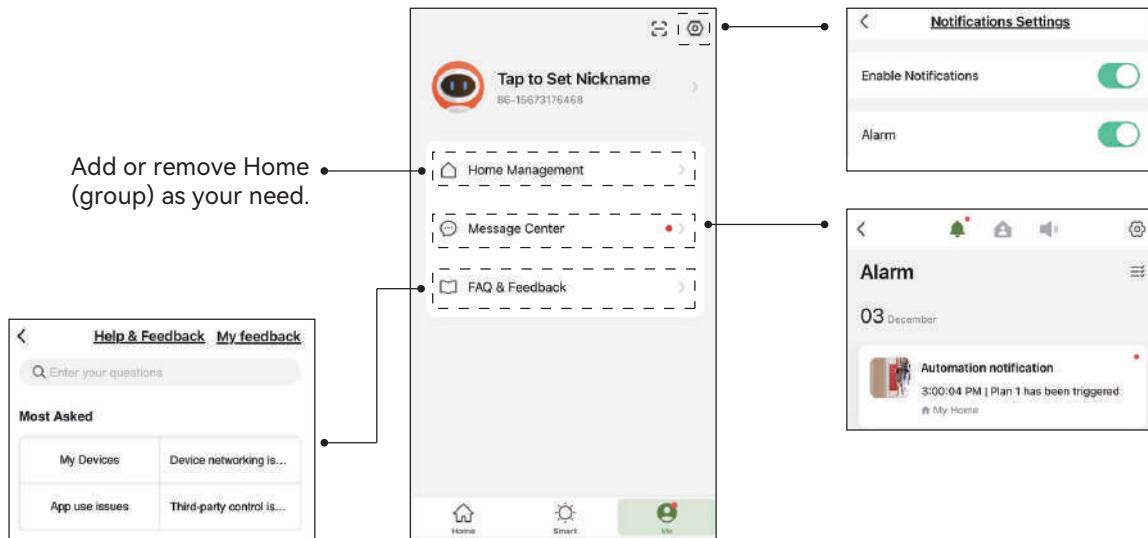 Notifications Settings
Enable Notifications
Alarm
Tap to Set Nickname
86-15673176468
Add or remove Home
(group) as your need.
Home Management
Message Center
FAQ & Feedback
Alarm
03 December
Automation notification
3:00:04 PM | Plan 1 has been triggered
My Home
Help & Feedback My feedback
Enter your questions
Most Asked
My Devices Device networking is...
App use issues Third-party control is...
Home Smart Me